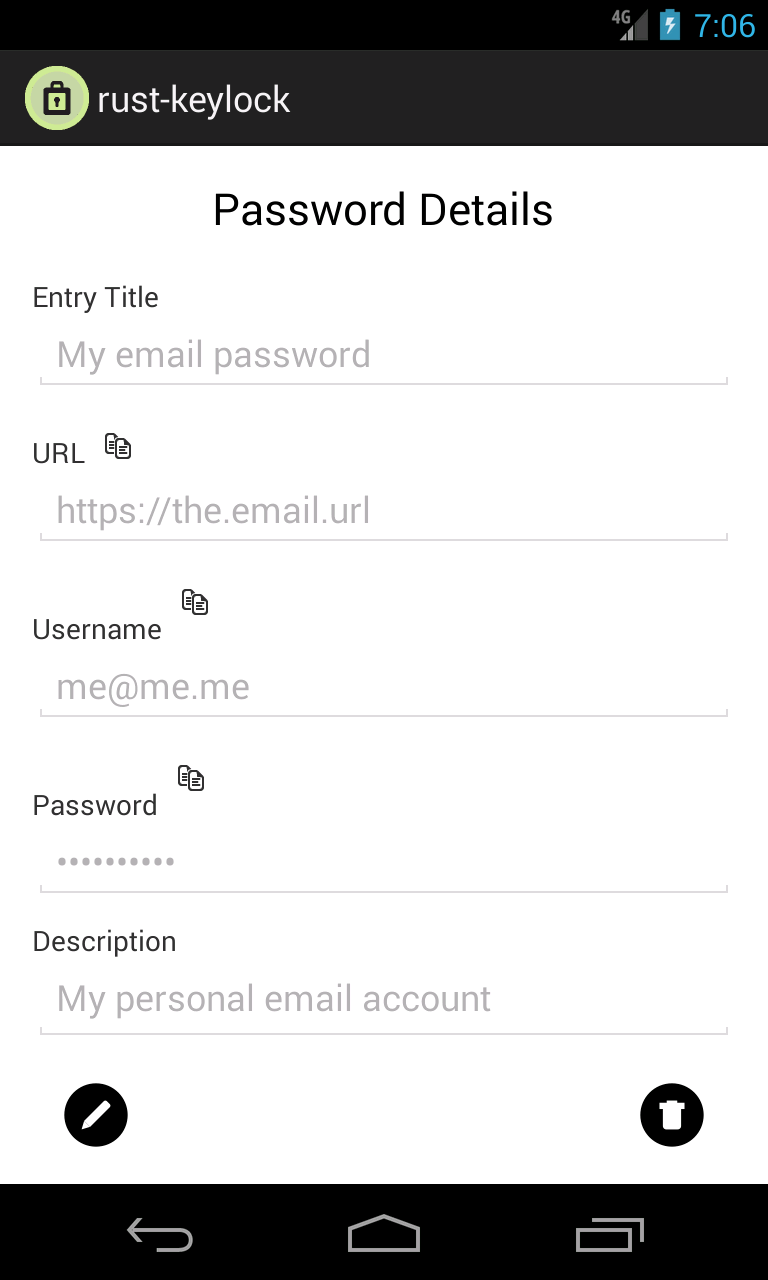 4G 7:06
rust-keylock
Password Details
Entry Title
My email password
URL
https://the.email.url
Username
me@me.me
Password
••••••••••
Description
My personal email account